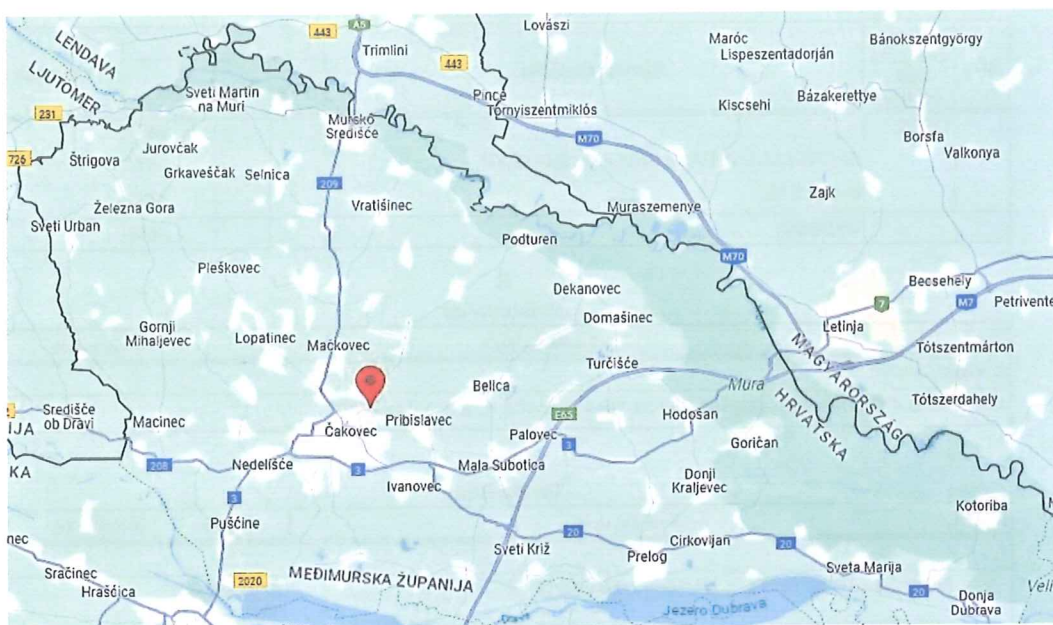 A5
443
Lovászi
Trimlini
Maróc
Lispeszentadorján
Bánokszentgyörgy
LENDAVA
LJUTOMER
443
Sveti Martin
na Muri
Pince
Tornyiszentmiklós
Kiscsehi
Bázakerettye
231
Mursko
Središče
M70
Borsfa
Valkonya
726
Štrigova
Jurovčak
Grkaveščak
Selnica
209
Zajk
Železna Gora
Vratišinec
Muraszemenye
Sveti Urban
Podturen
M70
Pleškovec
Becsehely
Dekanovec
7
M7
Petrivente
Domašinec
Letinja
Gornji
Mihaljevec
Lopatinec
Mačkovec
Tótszentmárton
Turčišće
MAGYARORSZÁG
HRVATSKA
Mura
Belica
Tótszerdahely
Središče
ob Dravi
Macinec
Pribislavec
E65
Hodošan
IJA
Čakovec
Palovec
3
Goričan
KA
208
Nedelišće
3
Mala Subotica
Donji
Kraljevec
Ivanovec
3
Kotoriba
Pušćine
20
nec
Sveti Križ
Prelog
Cirkovljan
20
Sračinec
Hrašćica
2020
MEĐIMURSKA ŽUPANIJA
Sveta Marija
20
Donja
Dubrava
Jezero Dubrava
Drava